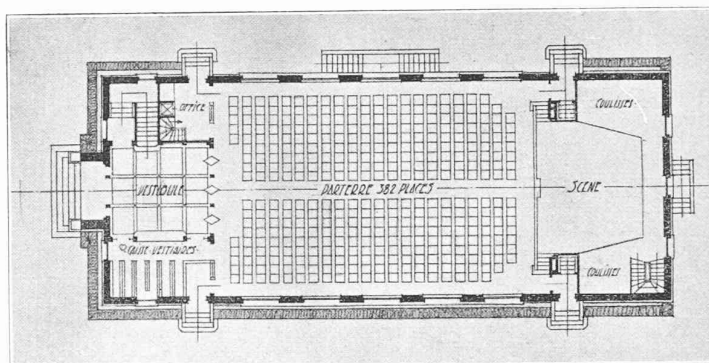 OFFICE
COULISSES
VESTIBULE
PARTERRE 382 PLACES
SCENE
CAISSE-VESTIAIRES
COULISSES